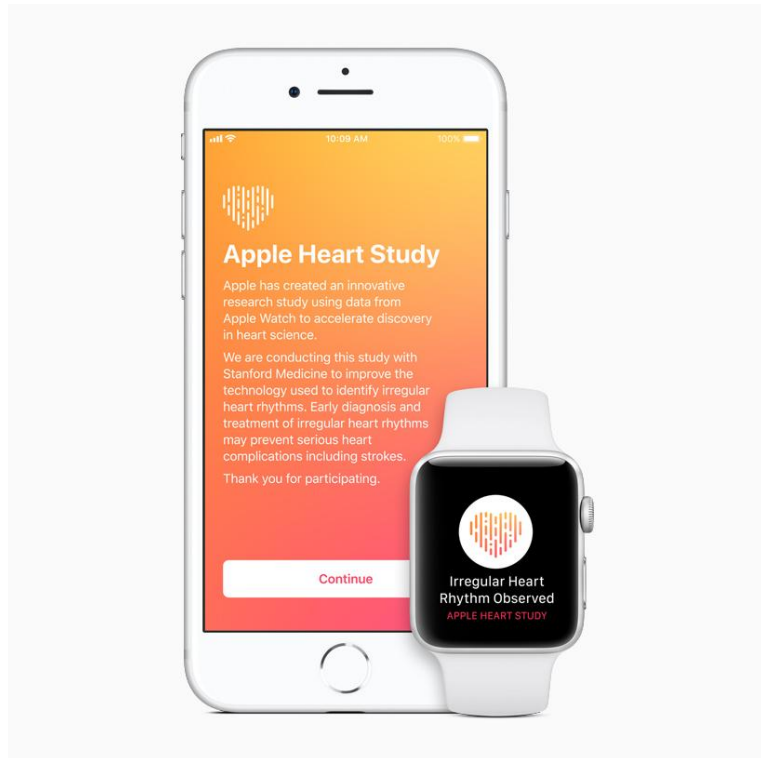 10:09 AM
100%
Apple Heart Study
Apple has created an innovative
research study using data from
Apple Watch to accelerate discovery
in heart science.
We are conducting this study with
Stanford Medicine to improve the
technology used to identify irregular
heart rhythms. Early diagnosis and
treatment of irregular heart rhythms
may prevent serious heart
complications including strokes.
Thank you for participating.
Continue
Irregular Heart
Rhythm Observed
APPLE HEART STUDY